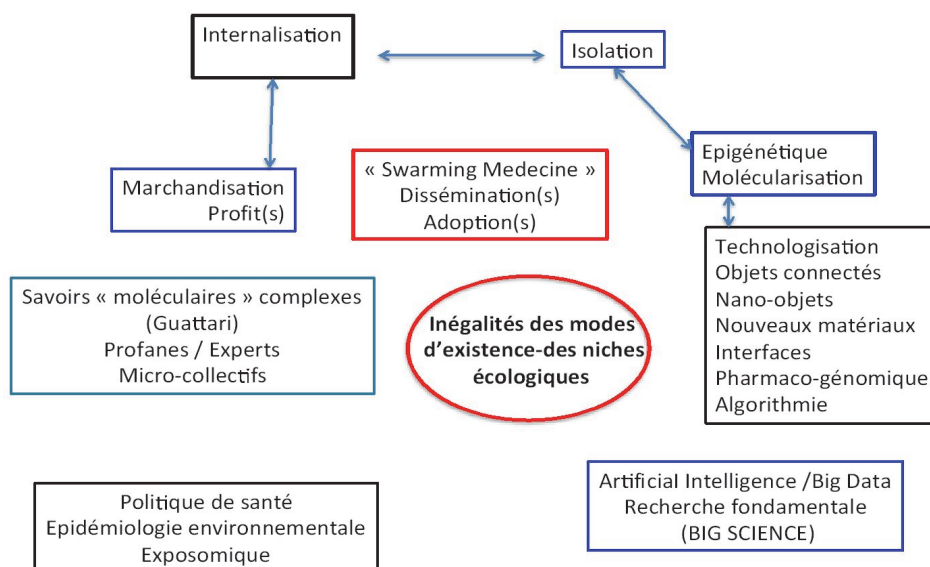 Internalisation
Isolation
Marchandisation
Profit(s)
« Swarming Medecine »
Dissémination(s)
Adoption(s)
Epigénétique
Molécularisation
Technologisation
Objets connectés
Nano-objets
Nouveaux matériaux
Interfaces
Pharmaco-génomique
Algorithmie
Savoirs « moléculaires » complexes
(Guattari)
Profanes / Experts
Micro-collectifs
Inégalités des modes
d'existence-des niches
écologiques
Politique de santé
Epidémiologie environnementale
Exposomique
Artificial Intelligence /Big Data
Recherche fondamentale
(BIG SCIENCE)